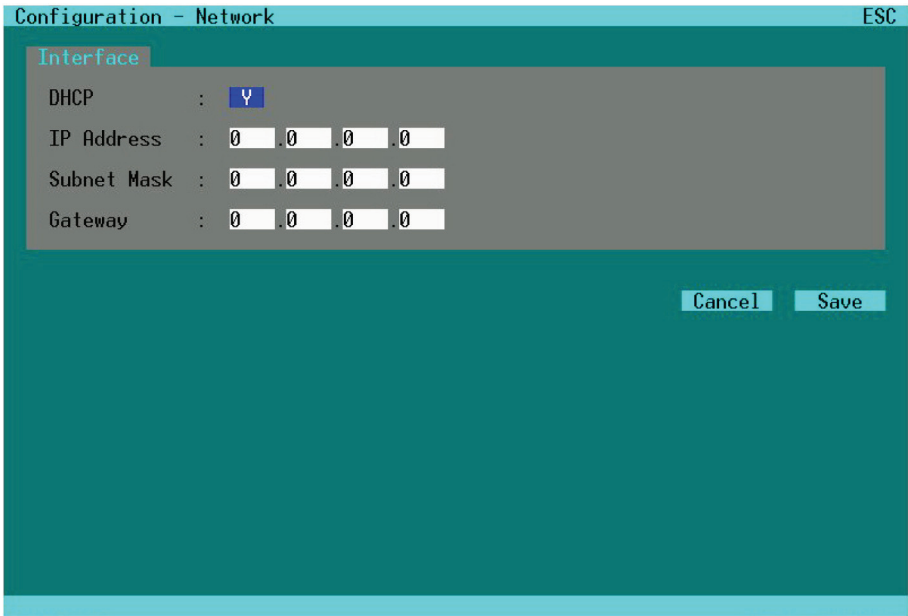 Configuration - Network ESC
Interface
DHCP : Y
IP Address : 0 .0 .0 .0
Subnet Mask : 0 .0 .0 .0
Gateway : 0 .0 .0 .0
Cancel Save